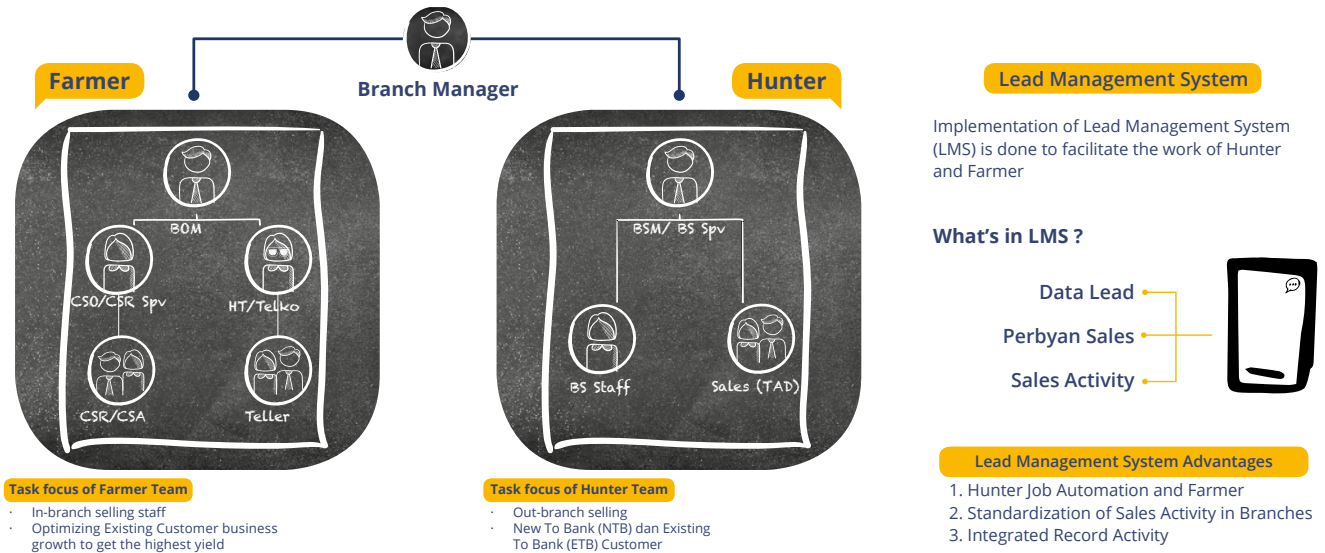 Branch Manager
Farmer
BOM
CSO/CSR Spv
HT/Telko
CSR/CSA
Teller
Task focus of Farmer Team
· In-branch selling staff
· Optimizing Existing Customer business
growth to get the highest yield
Hunter
BSM/ BS Spv
BS Staff
Sales (TAD)
Task focus of Hunter Team
· Out-branch selling
· New To Bank (NTB) dan Existing
To Bank (ETB) Customer
Lead Management System
Implementation of Lead Management System
(LMS) is done to facilitate the work of Hunter
and Farmer
What's in LMS ?
Data Lead
Perbyan Sales
Sales Activity
Lead Management System Advantages
1. Hunter Job Automation and Farmer
2. Standardization of Sales Activity in Branches
3. Integrated Record Activity